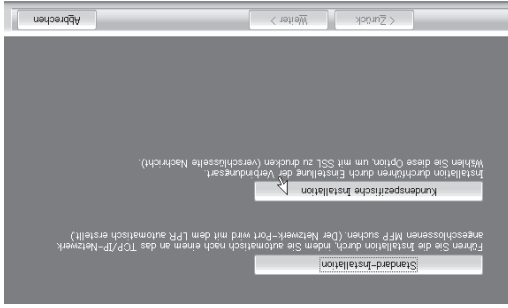 Standard-Installation
Führen Sie die Installation durch, indem Sie automatisch nach einem an das TCP/IP-Netzwerk
angeschlossenen MFP suchen. (Der Netzwerk-Port wird mit dem LPR automatisch erstellt.)
Kundenspezifische Installation
Installation durchführen durch Einstellung der Verbindungsart.
Wählen Sie diese Option, um mit SSL zu drucken (verschlüsselte Nachricht).
< Zurück
Weiter >
Abbrechen